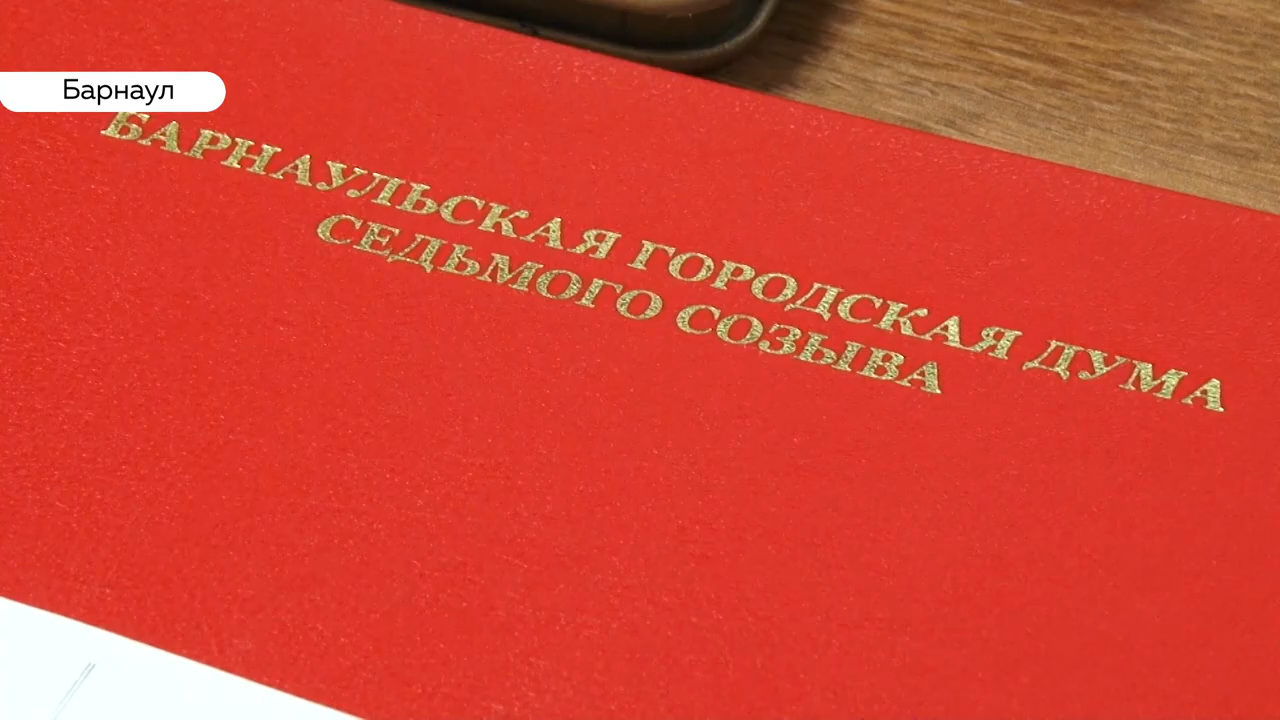 Барнаул
БАРНАУЛЬСКАЯ ГОРОДСКАЯ ДУМА
СЕДЬМОГО СОЗЫВА